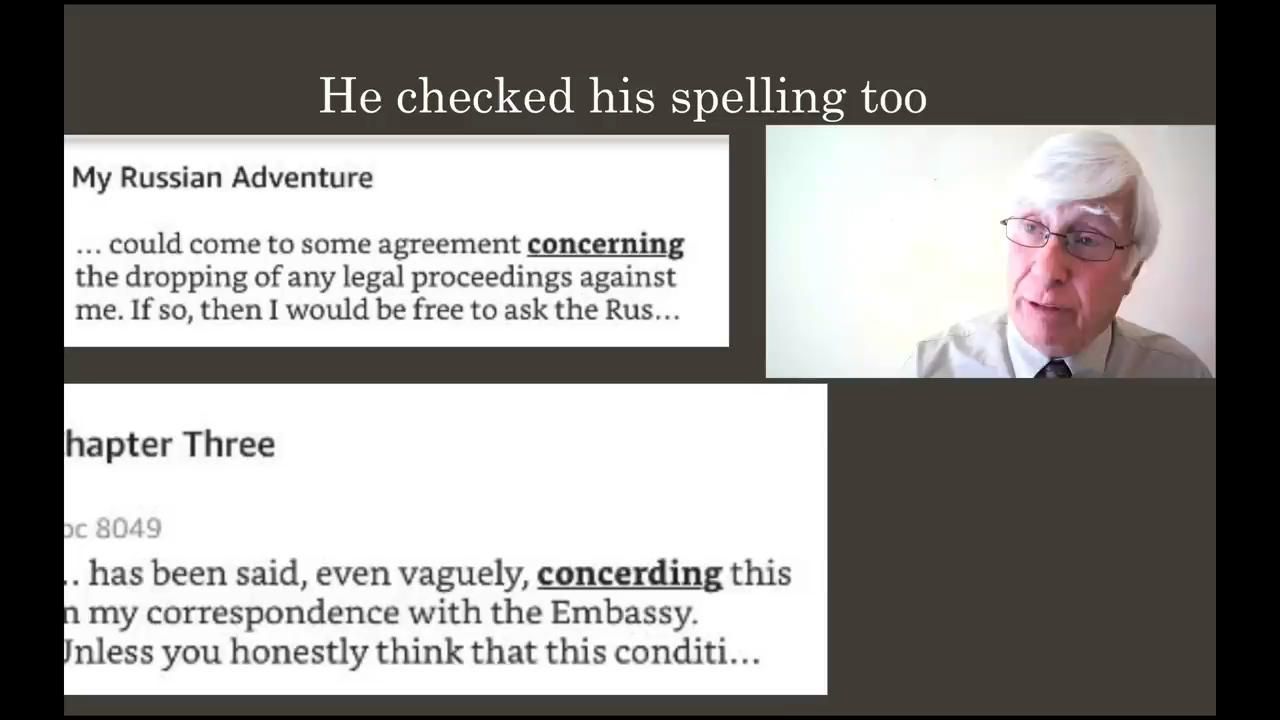 He checked his spelling too
My Russian Adventure
... could come to some agreement concerning
the dropping of any legal proceedings against
me. If so, then I would be free to ask the Rus...
hapter Three
oc 8049
.. has been said, even vaguely, concerding this
n my correspondence with the Embassy.
Unless you honestly think that this conditi...